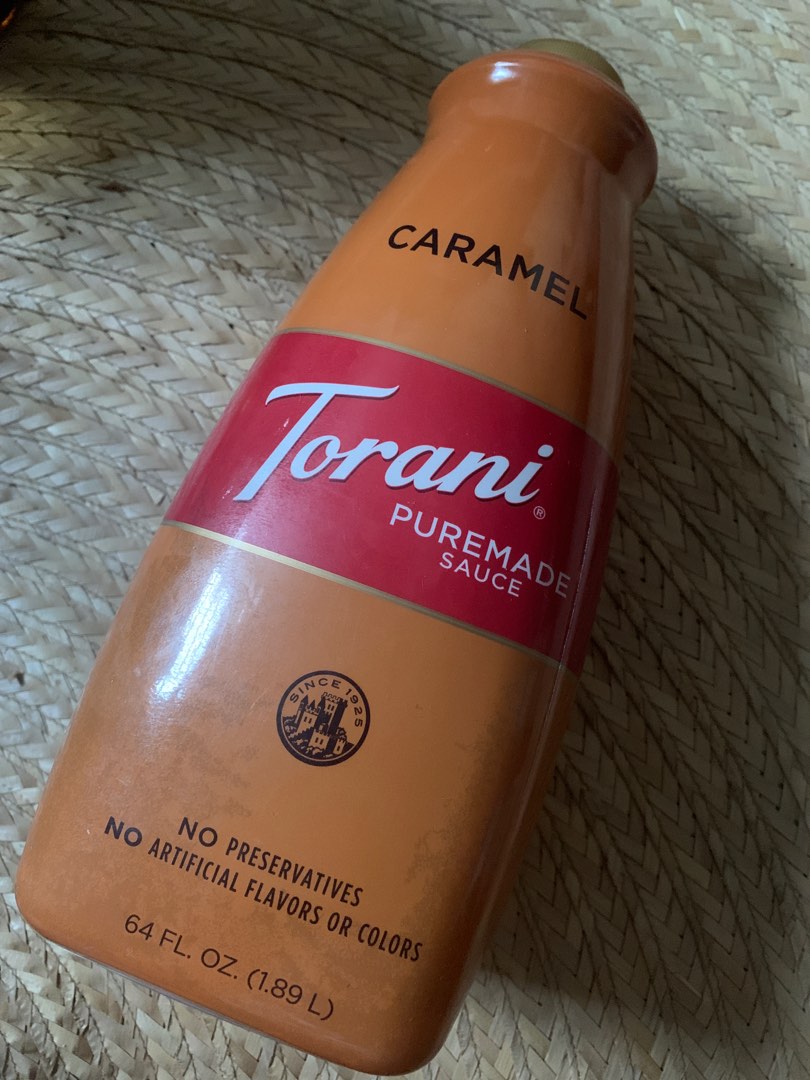 CARAMEL
Torani®
PUREMADE
SAUCE
SINCE 1925
NO PRESERVATIVES
NO ARTIFICIAL FLAVORS OR COLORS
64 FL. OZ. (1.89 L)